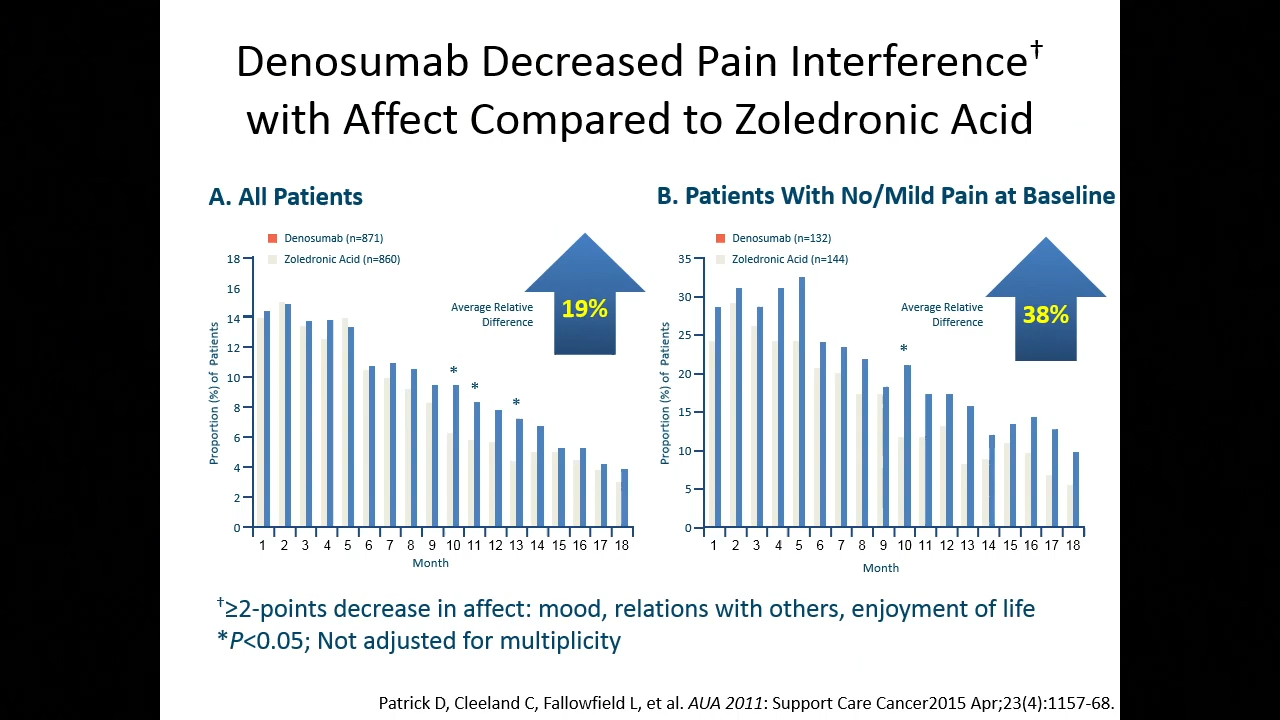 Denosumab Decreased Pain Interference†
with Affect Compared to Zoledronic Acid
A. All Patients
Denosumab (n=871)
Zoledronic Acid (n=860)
Average Relative
Difference
19%
Proportion (%) of Patients
18
16
14
12
10
8
6
4
2
0
* * *
1 2 3 4 5 6 7 8 9 10 11 12 13 14 15 16 17 18
Month
B. Patients With No/Mild Pain at Baseline
Denosumab (n=132)
Zoledronic Acid (n=144)
Average Relative
Difference
38%
Proportion (%) of Patients
35
30
25
20
15
10
5
0
*
1 2 3 4 5 6 7 8 9 10 11 12 13 14 15 16 17 18
Month
†≥2-points decrease in affect: mood, relations with others, enjoyment of life
*P<0.05; Not adjusted for multiplicity
Patrick D, Cleeland C, Fallowfield L, et al. AUA 2011: Support Care Cancer2015 Apr;23(4):1157-68.